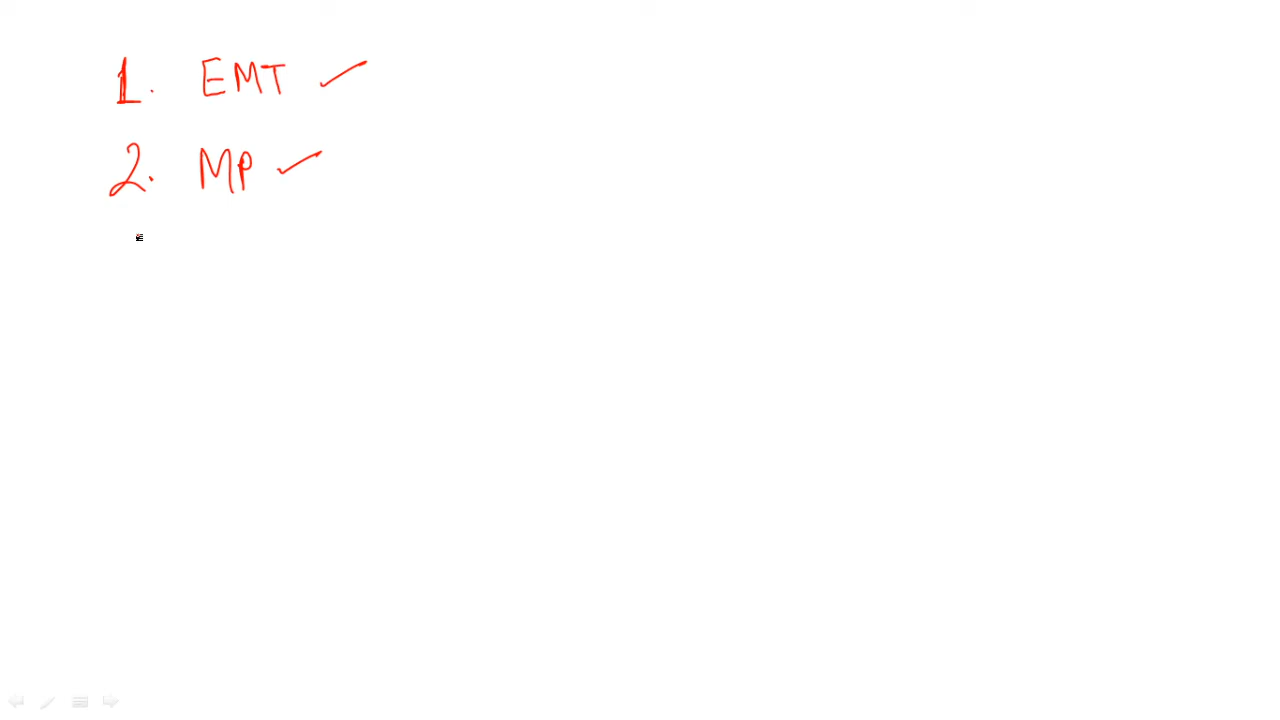 1. EMT ✓
2. MP ✓